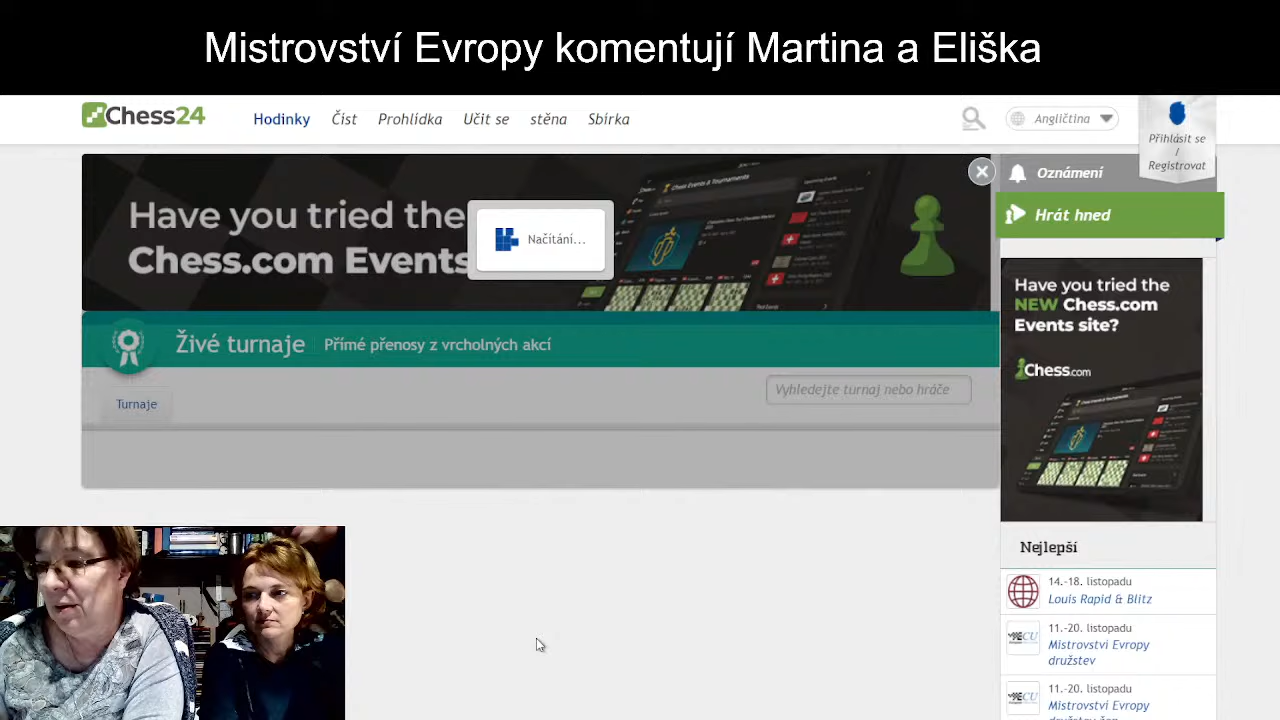 Mistrovství Evropy komentují Martina a Eliška
Chess24
Hodinky Číst Prohlídka Učit se stěna Sbírka
Angličtina
Přihlásit se
/
Registrovat
Have you tried the
Chess.com Events
Načítání...
Oznámení
Hrát hned
Živé turnaje Přímé přenosy z vrcholných akcí
Turnaje
Vyhledejte turnaj nebo hráče
Have you tried the
NEW Chess.com
Events site?
Chess.com
Nejlepší
14.-18. listopadu
Louis Rapid & Blitz
11.-20. listopadu
Mistrovství Evropy
družstev
11.-20. listopadu
Mistrovství Evropy